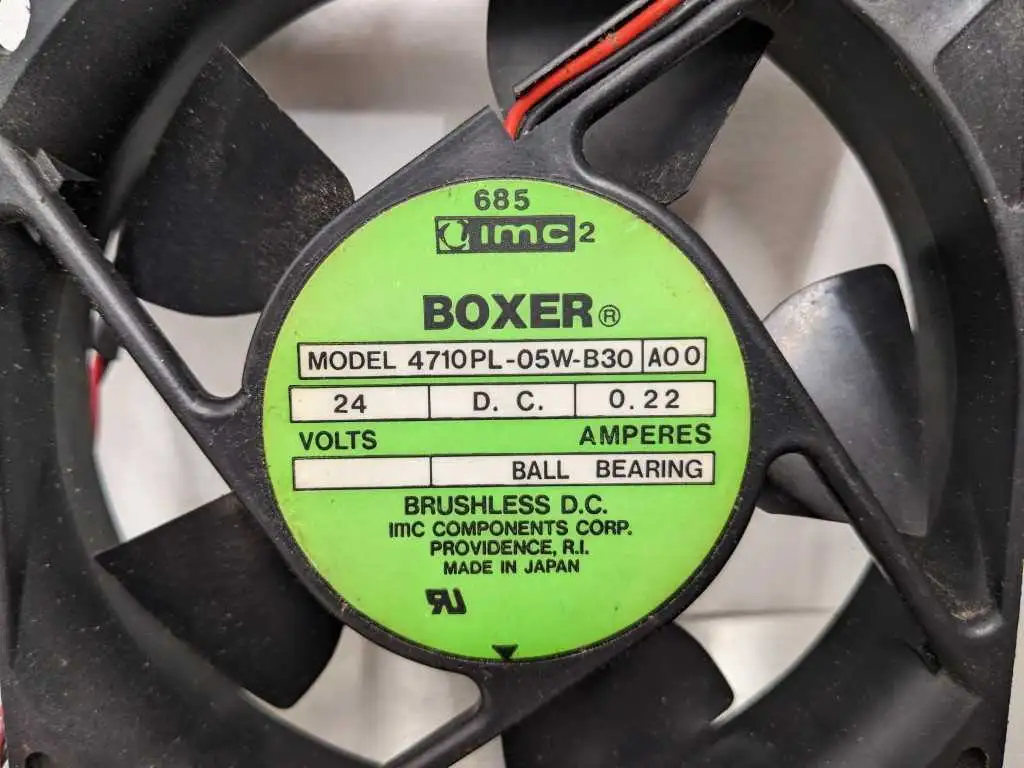 685
imc 2
BOXER®
MODEL 4710PL-05W-B30 A00
24 D. C. 0.22
VOLTS AMPERES
BALL BEARING
BRUSHLESS D.C.
IMC COMPONENTS CORP.
PROVIDENCE, R.I.
MADE IN JAPAN
RU